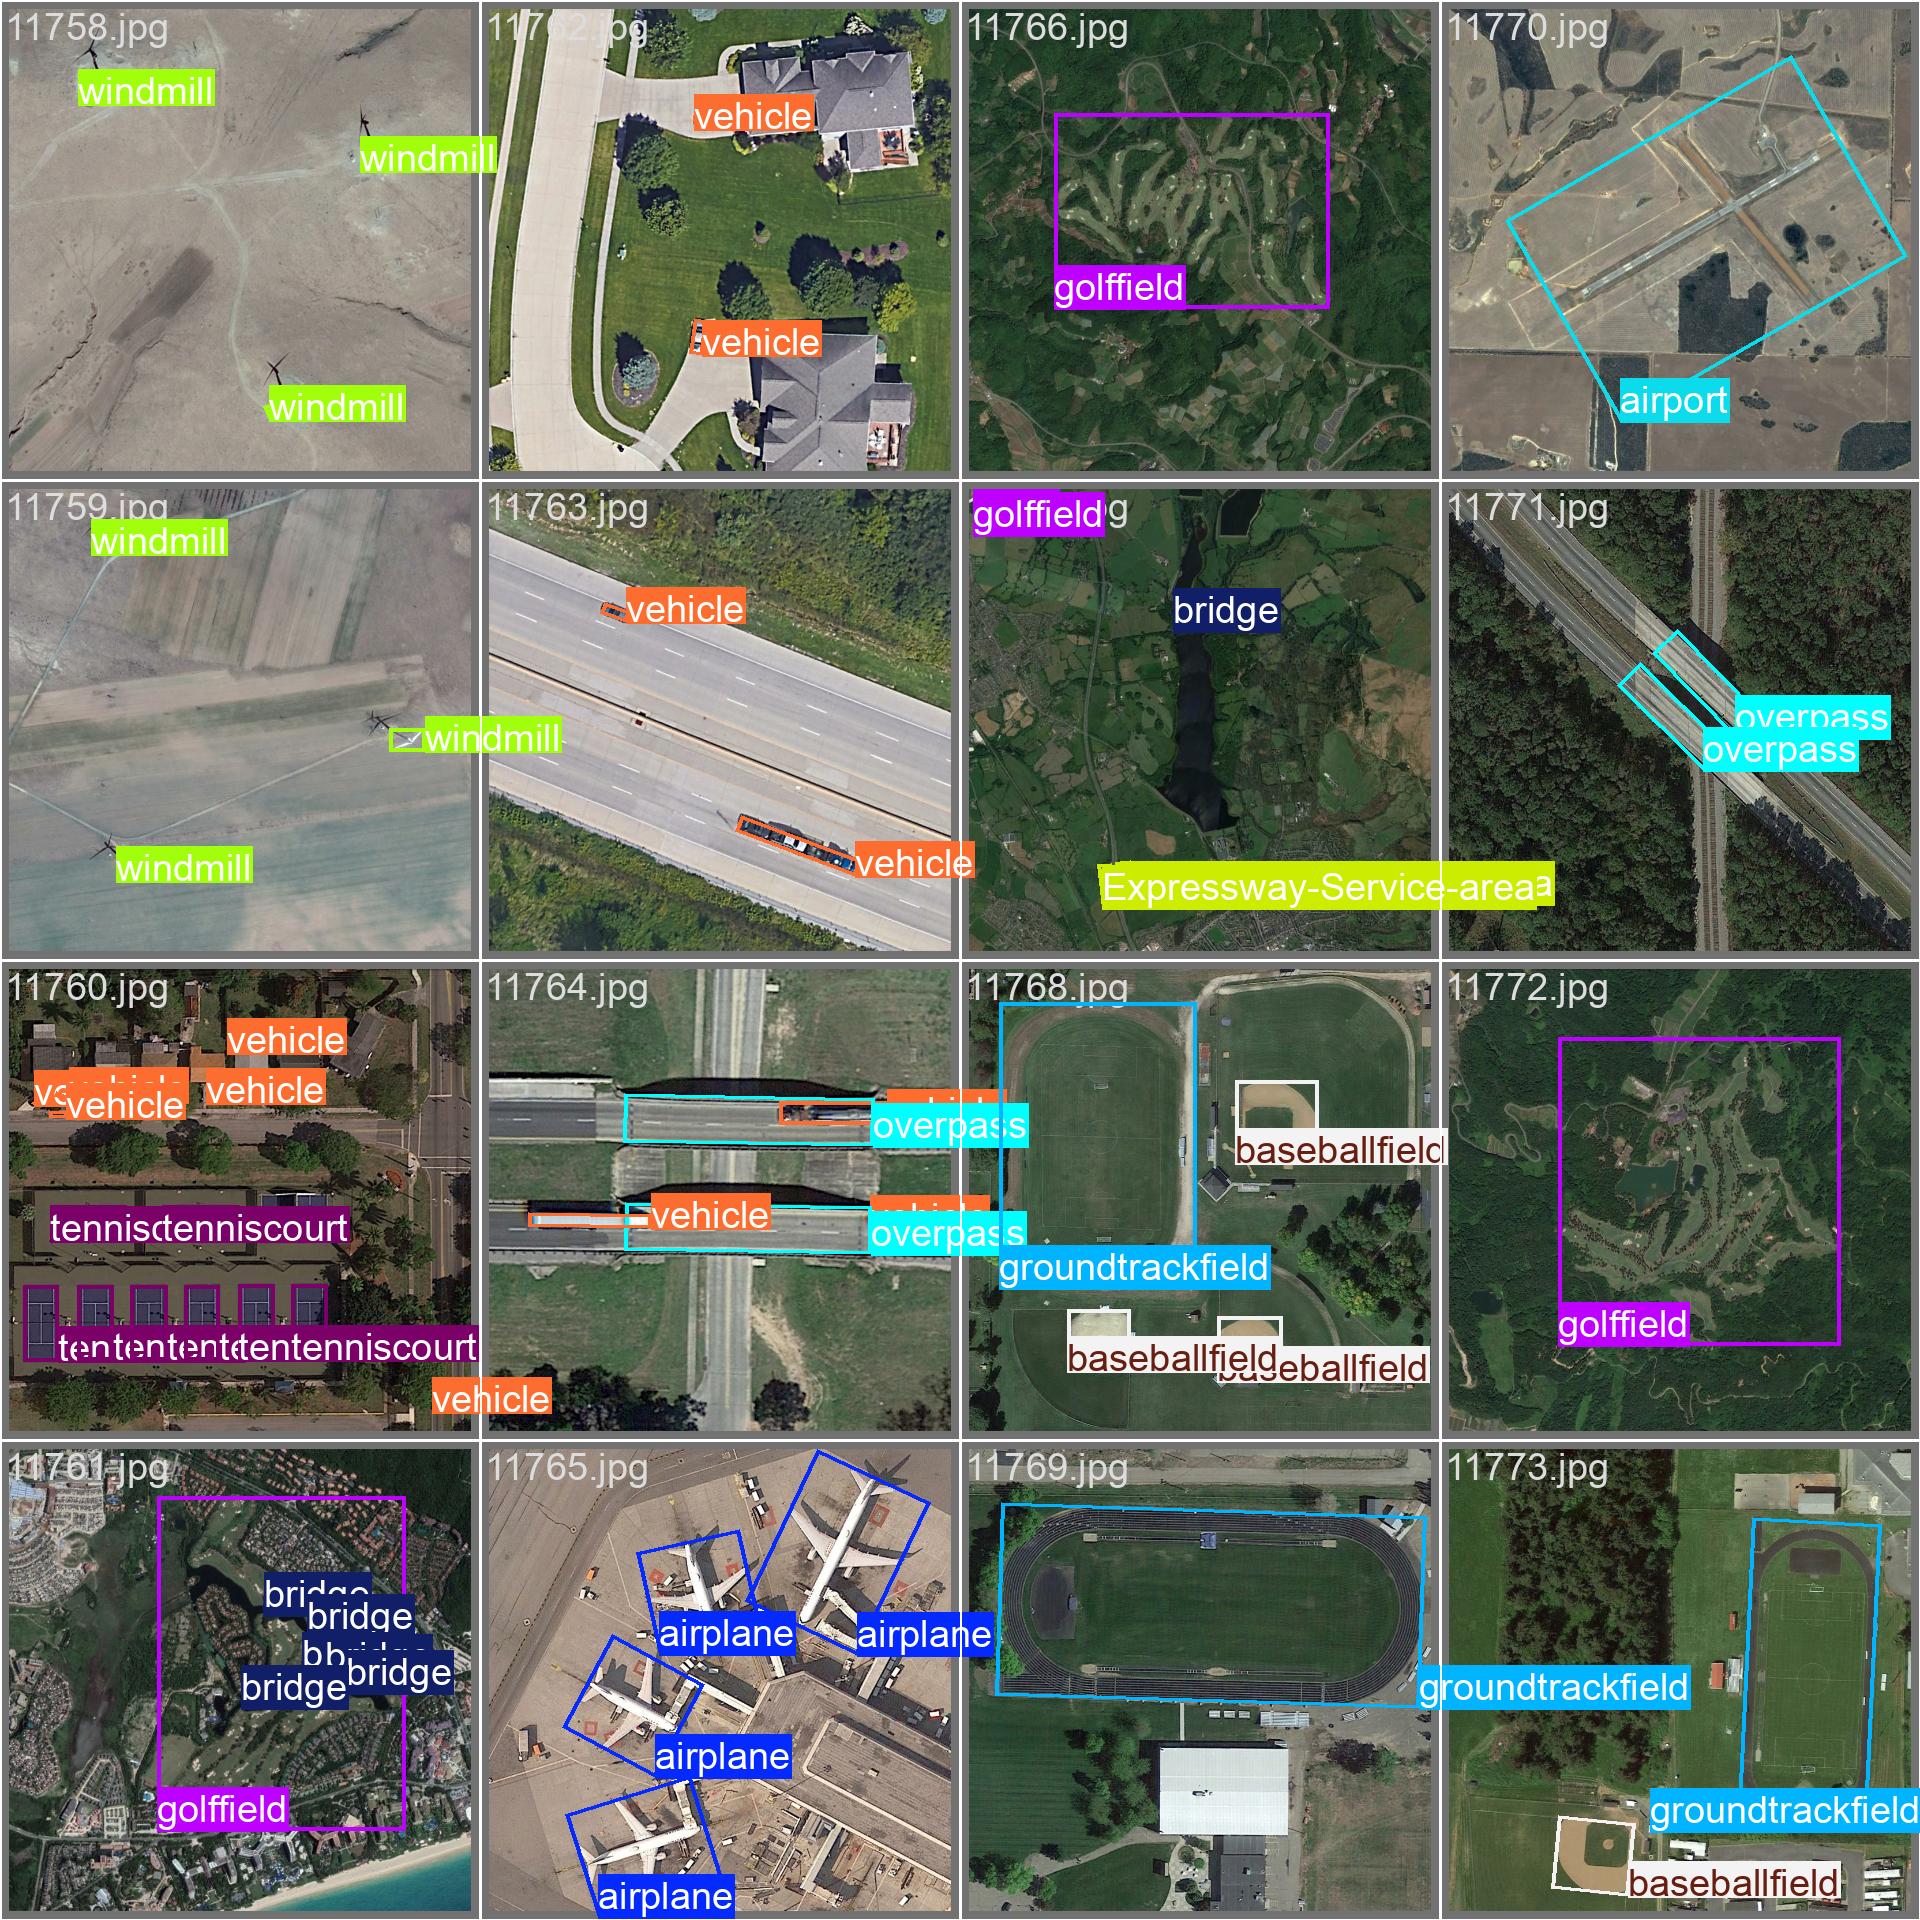 11758.jpg
windmill
windmill
windmill
11762.jpg
vehicle
vehicle
11766.jpg
golffield
11770.jpg
airport
11759.jpg
windmill
windmill
windmill
11763.jpg
vehicle
vehicle
golffield
bridge
Expressway-Service-area
11771.jpg
overpass
overpass
11760.jpg
vehicle
vehicle
vehicle
tenniscourt
tenniscourt
vehicle
11764.jpg
overpass
vehicle
overpass
11768.jpg
baseballfield
groundtrackfield
baseballfield
11772.jpg
golffield
11761.jpg
bridge
bridge
bridge
bridge
golffield
11765.jpg
airplane
airplane
airplane
airplane
11769.jpg
groundtrackfield
11773.jpg
groundtrackfield
baseballfield